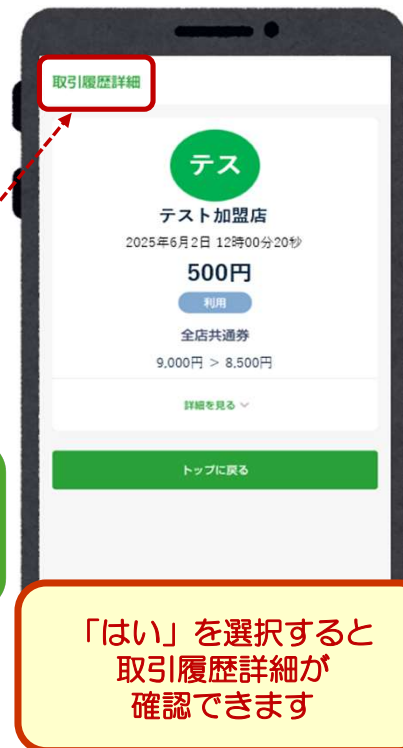 取引履歴詳細
テス
テスト加盟店
2025年6月2日 12時00分20秒
500円
利用
全店共通券
9,000円 > 8,500円
詳細を見る
トップに戻る
「はい」を選択すると
取引履歴詳細が
確認できます